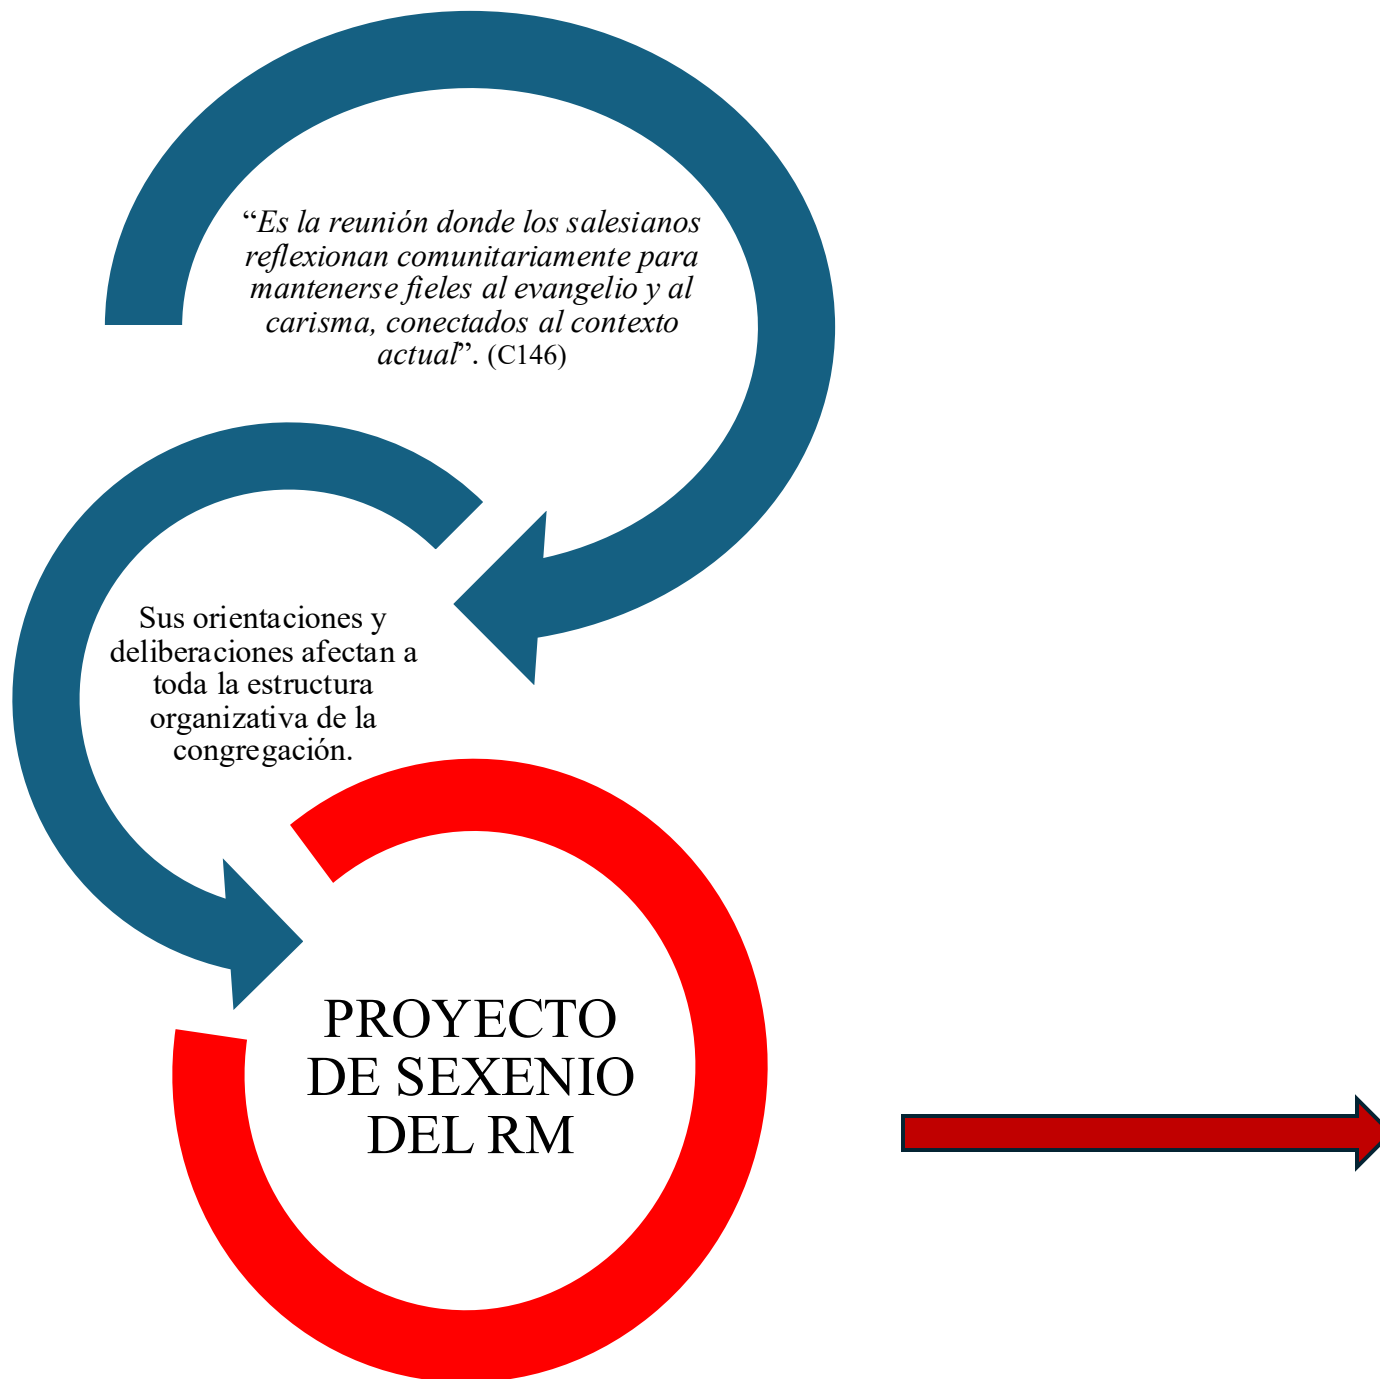 “Es la reunión donde los salesianos
reflexionan comunitariamente para
mantenerse fieles al evangelio y al
carisma, conectados al contexto
actual”. (C146)
Sus orientaciones y
deliberaciones afectan a
toda la estructura
organizativa de la
congregación.
PROYECTO
DE SEXENIO
DEL RM